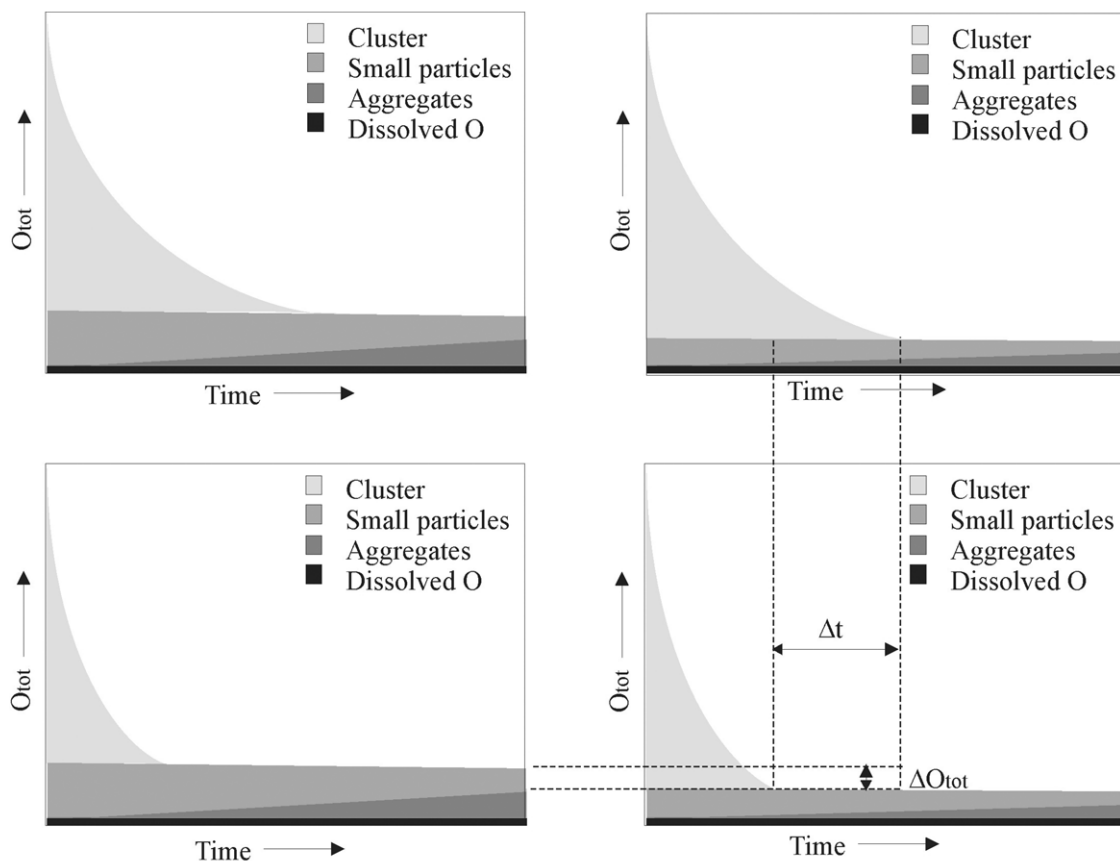 Cluster
Small particles
Aggregates
Dissolved O
Otot
Time
Cluster
Small particles
Aggregates
Dissolved O
Otot
Time
Cluster
Small particles
Aggregates
Dissolved O
Otot
Time
Cluster
Small particles
Aggregates
Dissolved O
Otot
Δt
ΔOtot
Time